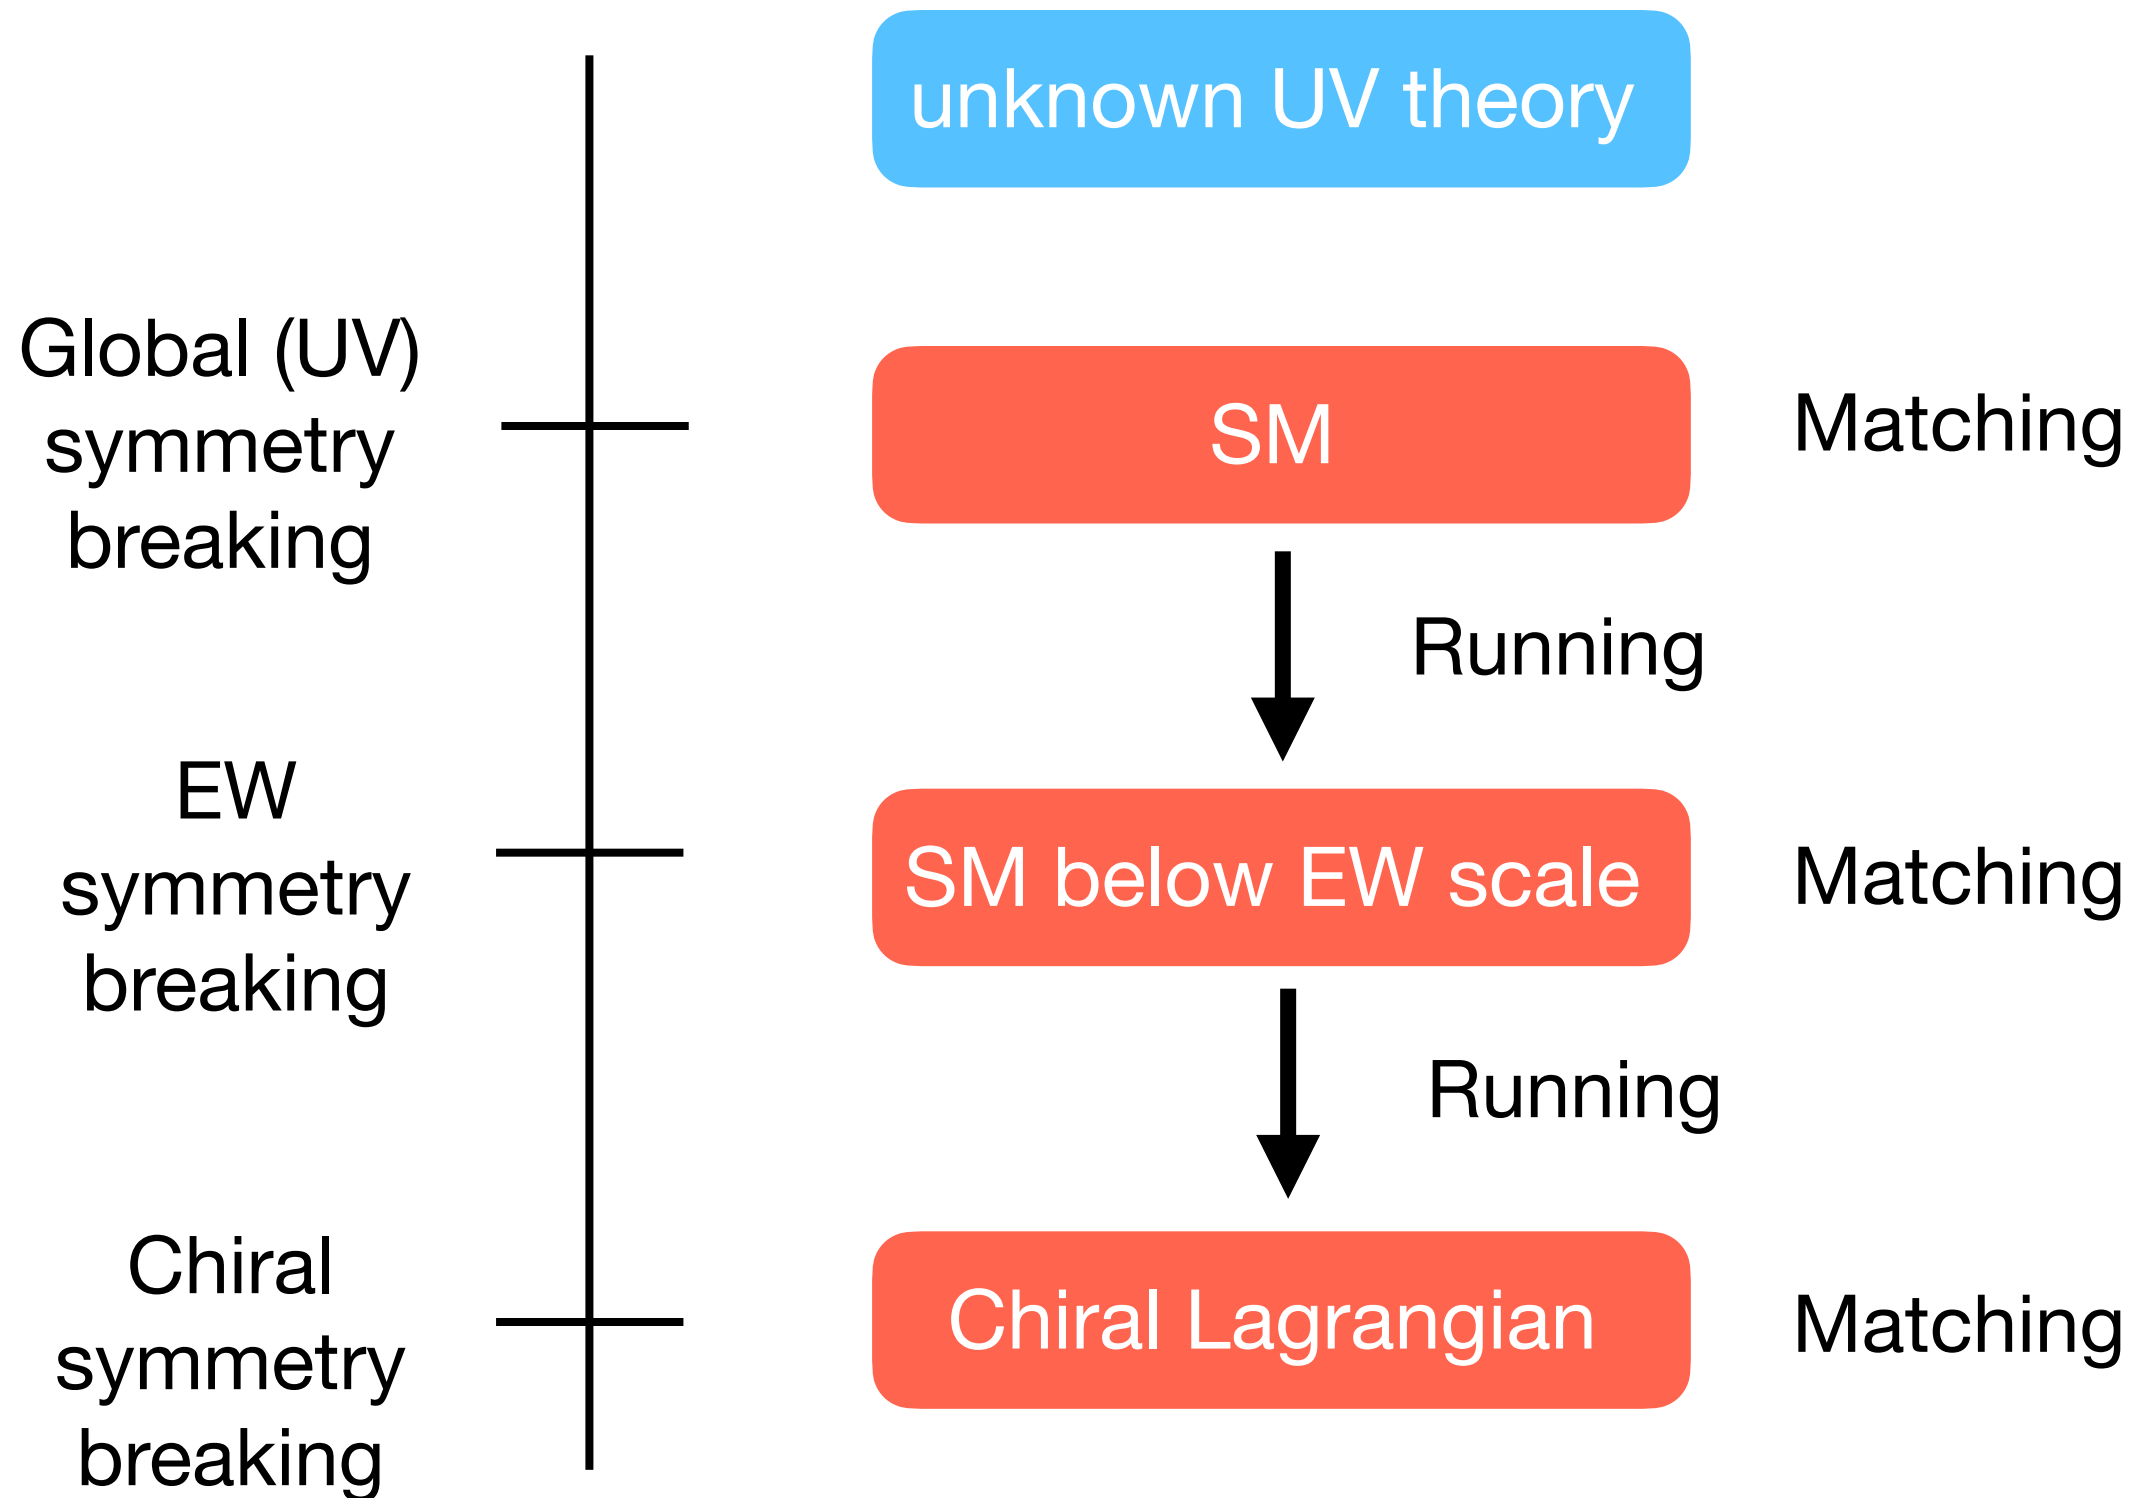 unknown UV theory
Global (UV)
symmetry
breaking
SM
Matching
Running
EW
symmetry
breaking
SM below EW scale
Matching
Running
Chiral
symmetry
breaking
Chiral Lagrangian
Matching